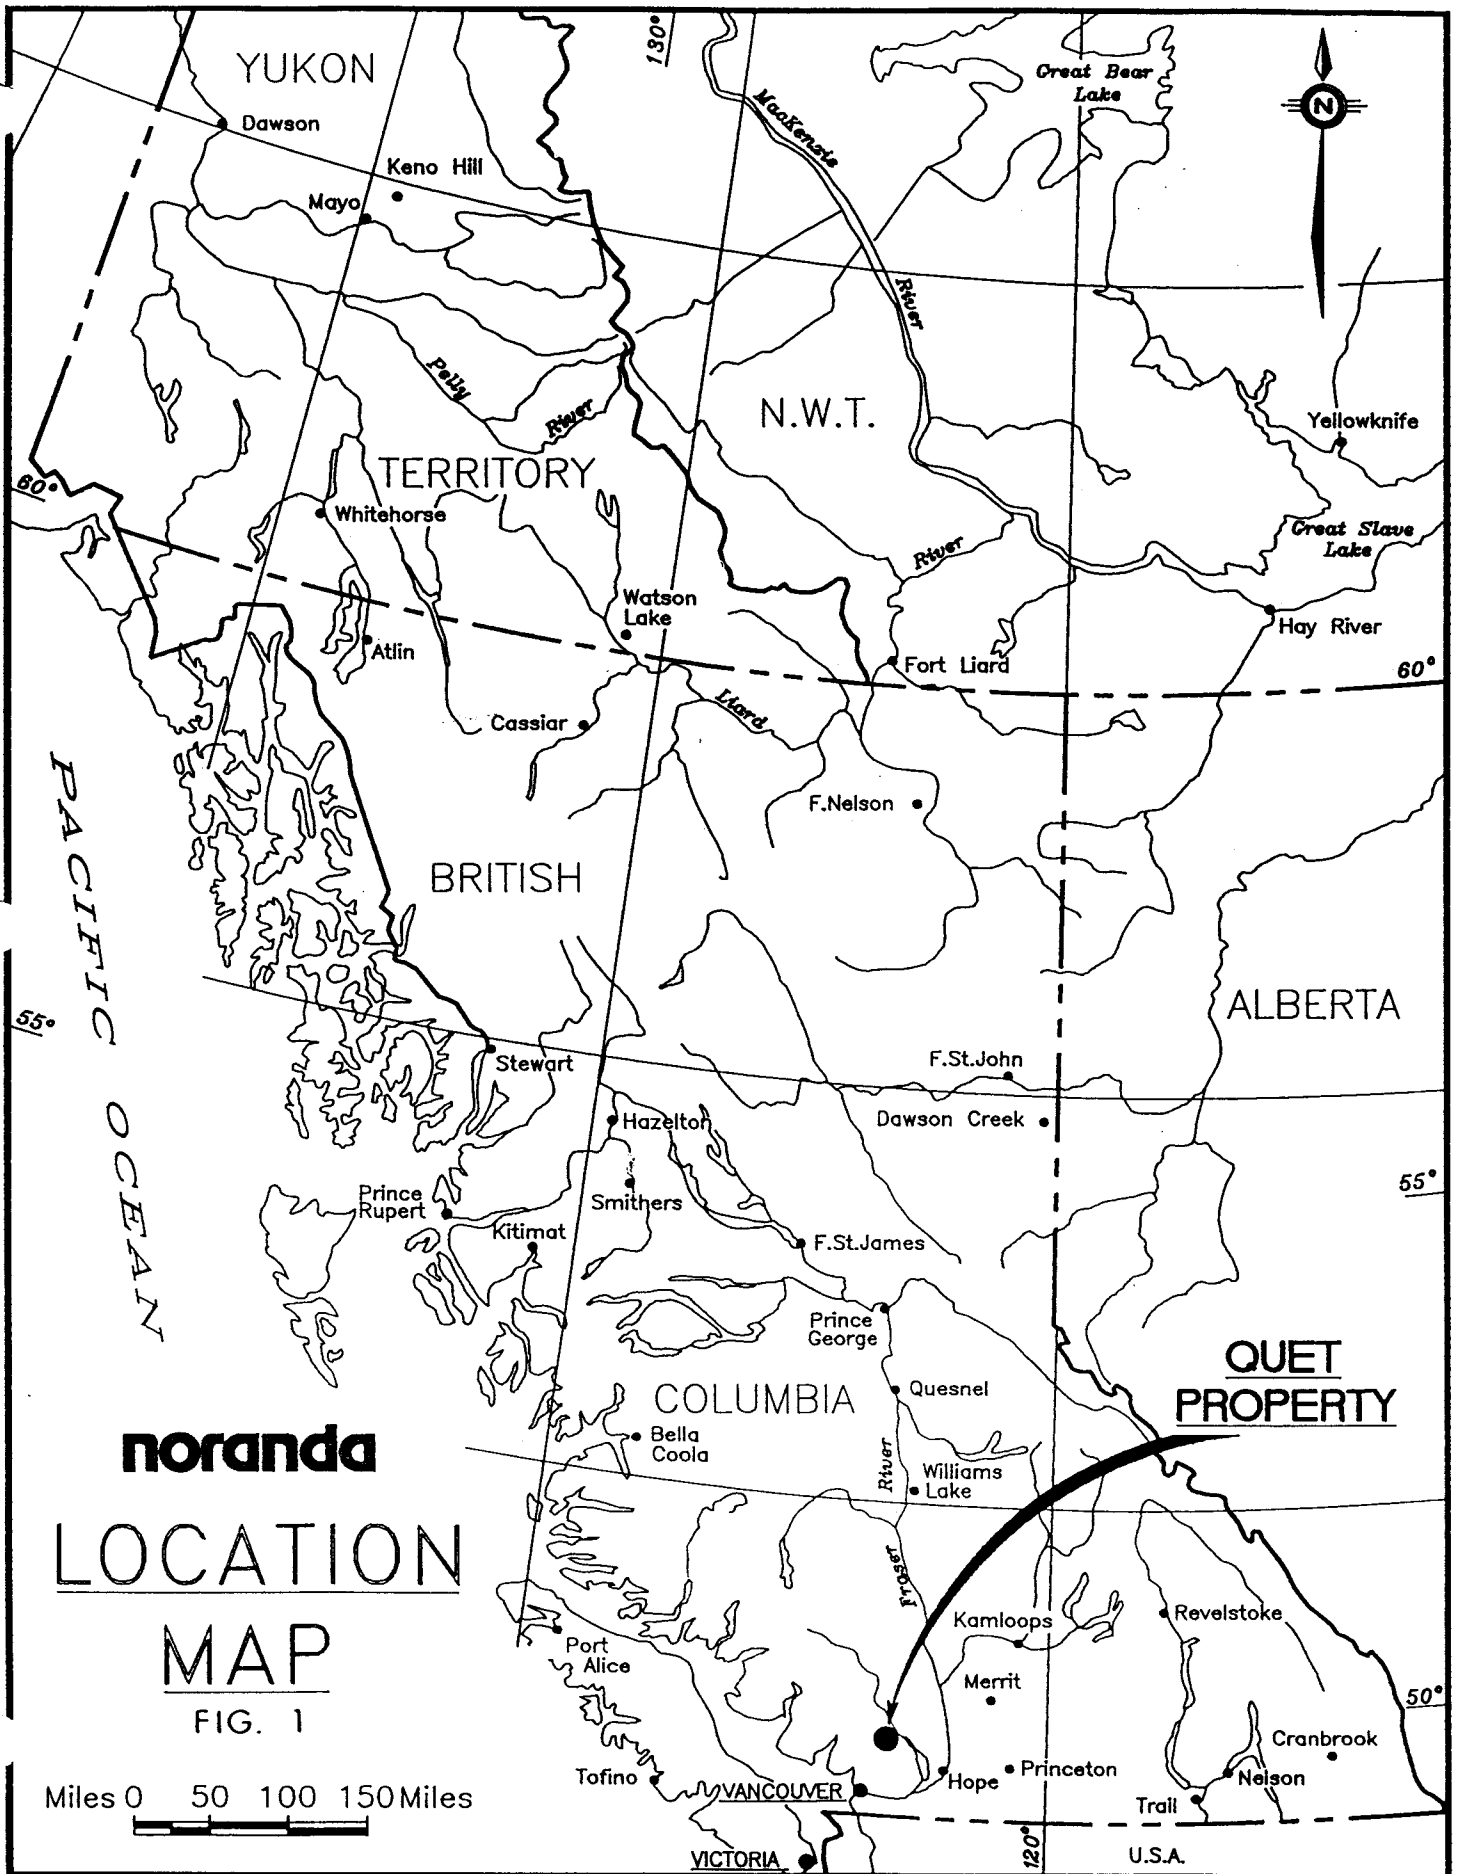 YUKON
130°
Great Bear
Lake
N
MacKenzie
Dawson
Keno Hill
Mayo
River
Pelly
River
N.W.T.
Yellowknife
TERRITORY
60°
Whitehorse
Great Slave
Lake
River
Watson
Lake
Hay River
Atlin
Fort Liard
60°
Liard
Cassiar
F.Nelson
PACIFIC OCEAN
BRITISH
ALBERTA
55°
Stewart
F.St.John
Hazelton
Dawson Creek
55°
Prince
Rupert
Smithers
Kitimat
F.St.James
Prince
George
QUET
PROPERTY
COLUMBIA
Quesnel
noranda
Bella
Coola
River
Williams
Lake
LOCATION
MAP
FIG. 1
Fraser
Kamloops
Revelstoke
Port
Alice
Merrit
50°
Cranbrook
Tofino
VANCOUVER
Hope
Princeton
Nelson
Trail
Miles 0 50 100 150 Miles
120°
U.S.A.
VICTORIA